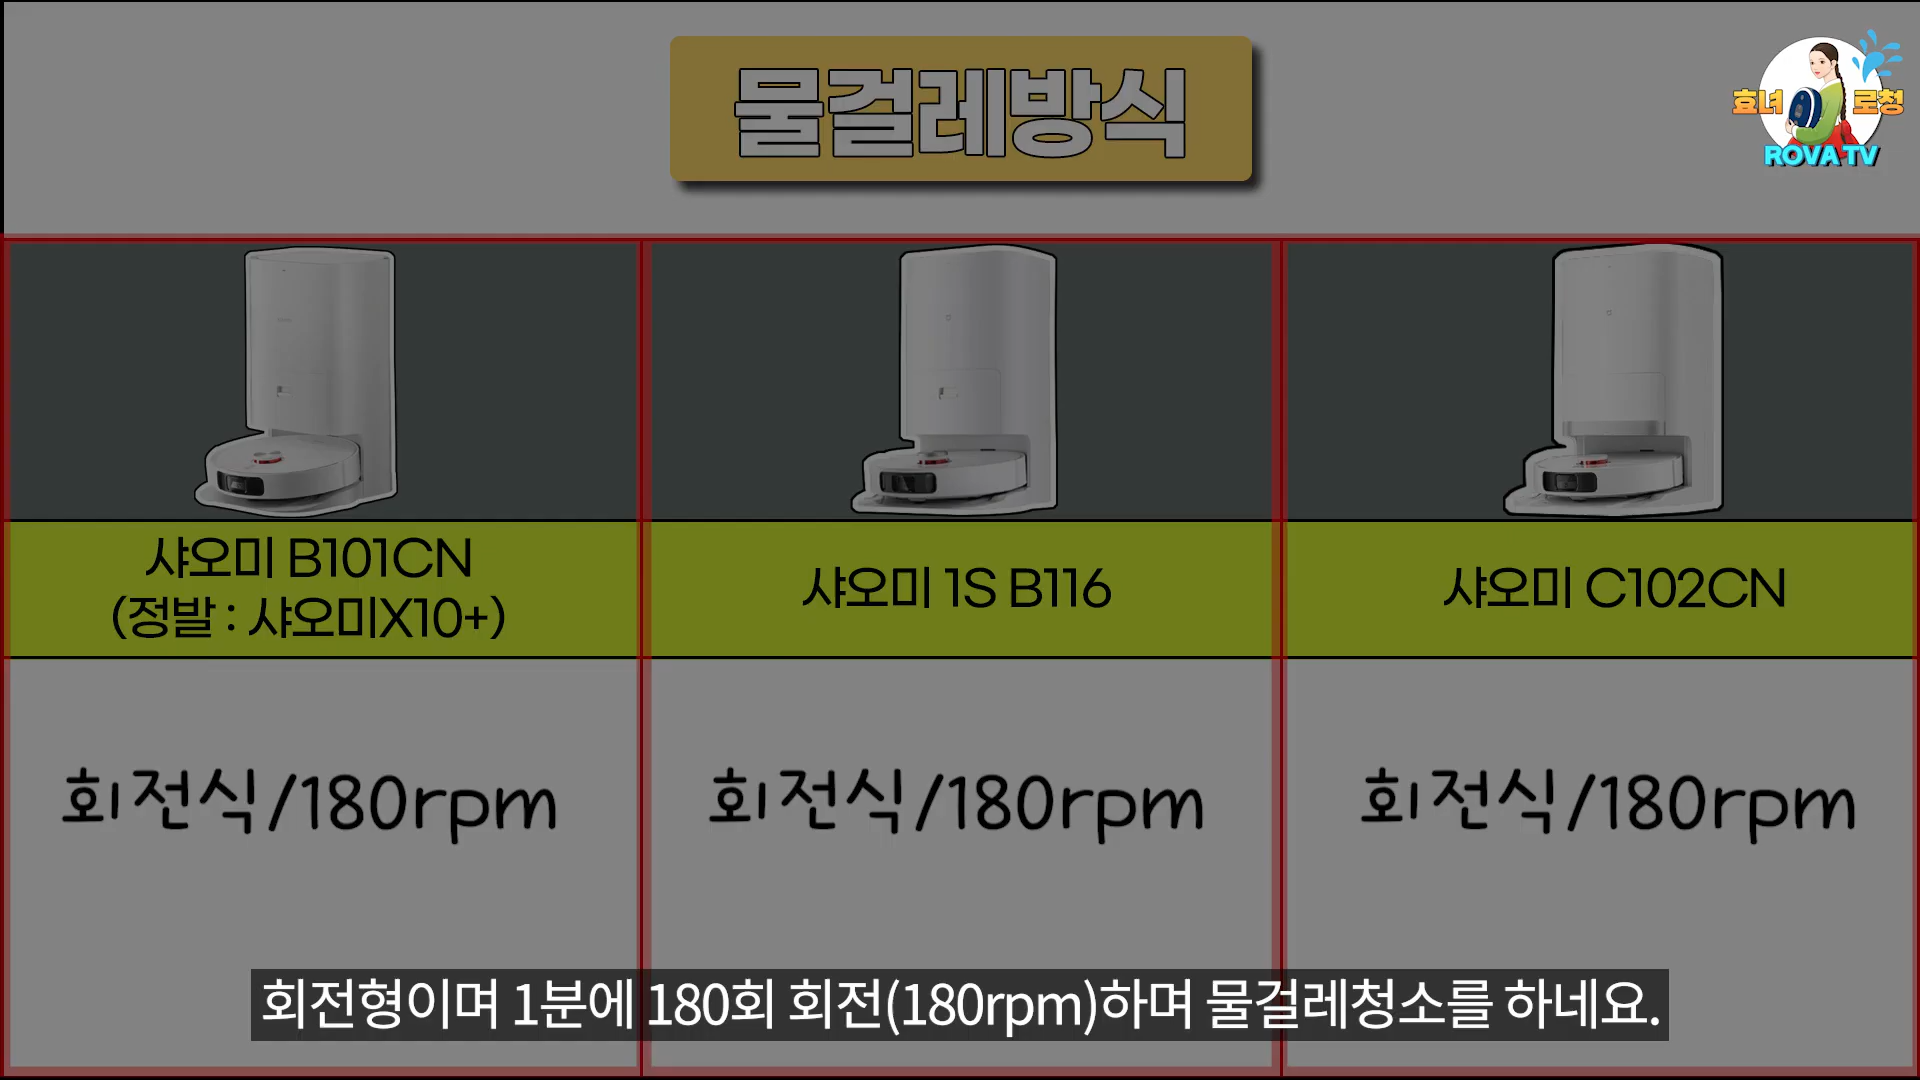 물걸레방식
효녀 로청
ROVA TV
샤오미 B101CN
(정발 : 샤오미X10+)
샤오미 1S B116
샤오미 C102CN
회전식/180rpm
회전식/180rpm
회전식/180rpm
회전형이며 1분에 180회 회전(180rpm)하며 물걸레청소를 하네요.